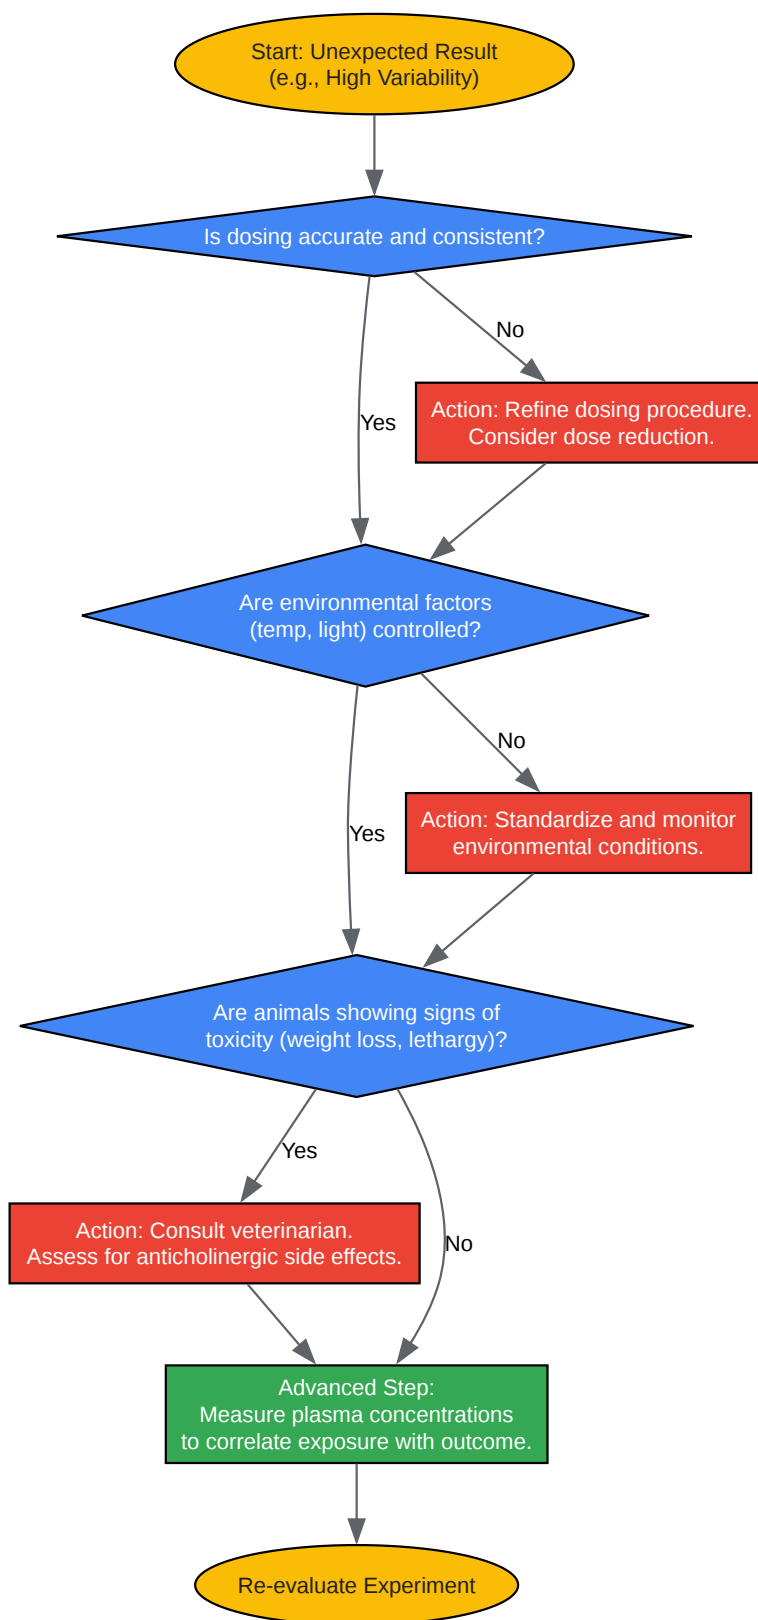 Start: Unexpected Result
(e.g., High Variability)
Is dosing accurate and consistent?
No
Yes
Action: Refine dosing procedure.
Consider dose reduction.
Are environmental factors
(temp, light) controlled?
No
Yes
Action: Standardize and monitor
environmental conditions.
Are animals showing signs of
toxicity (weight loss, lethargy)?
Yes
No
Action: Consult veterinarian.
Assess for anticholinergic side effects.
Advanced Step:
Measure plasma concentrations
to correlate exposure with outcome.
Re-evaluate Experiment